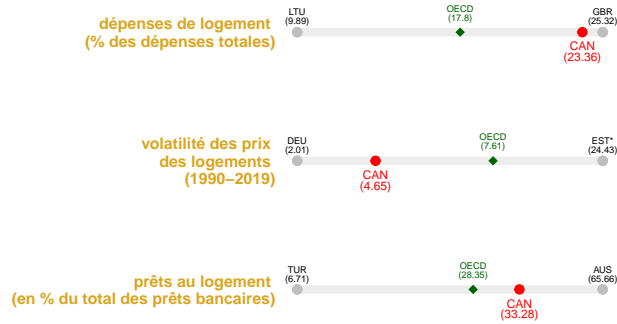 dépenses de logement
(% des dépenses totales)
LTU
(9.89)
OECD
(17.8)
GBR
(25.32)
CAN
(23.36)
volatilité des prix
des logements
(1990−2019)
DEU
(2.01)
OECD
(7.61)
EST*
(24.43)
CAN
(4.65)
prêts au logement
(en % du total des prêts bancaires)
TUR
(6.71)
OECD
(28.35)
AUS
(65.66)
CAN
(33.28)